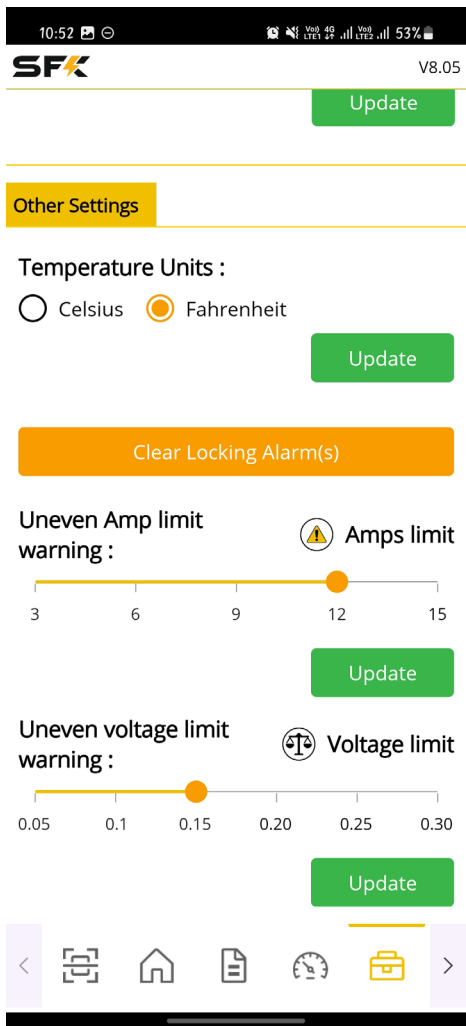 10:52 Vo)) LTE1 4G Vo)) LTE2 53%
SFK V8.05
Update
Other Settings
Temperature Units :
Celsius Fahrenheit
Update
Clear Locking Alarm(s)
Uneven Amp limit
warning :
Amps limit
3 6 9 12 15
Update
Uneven voltage limit
warning :
Voltage limit
0.05 0.1 0.15 0.20 0.25 0.30
Update